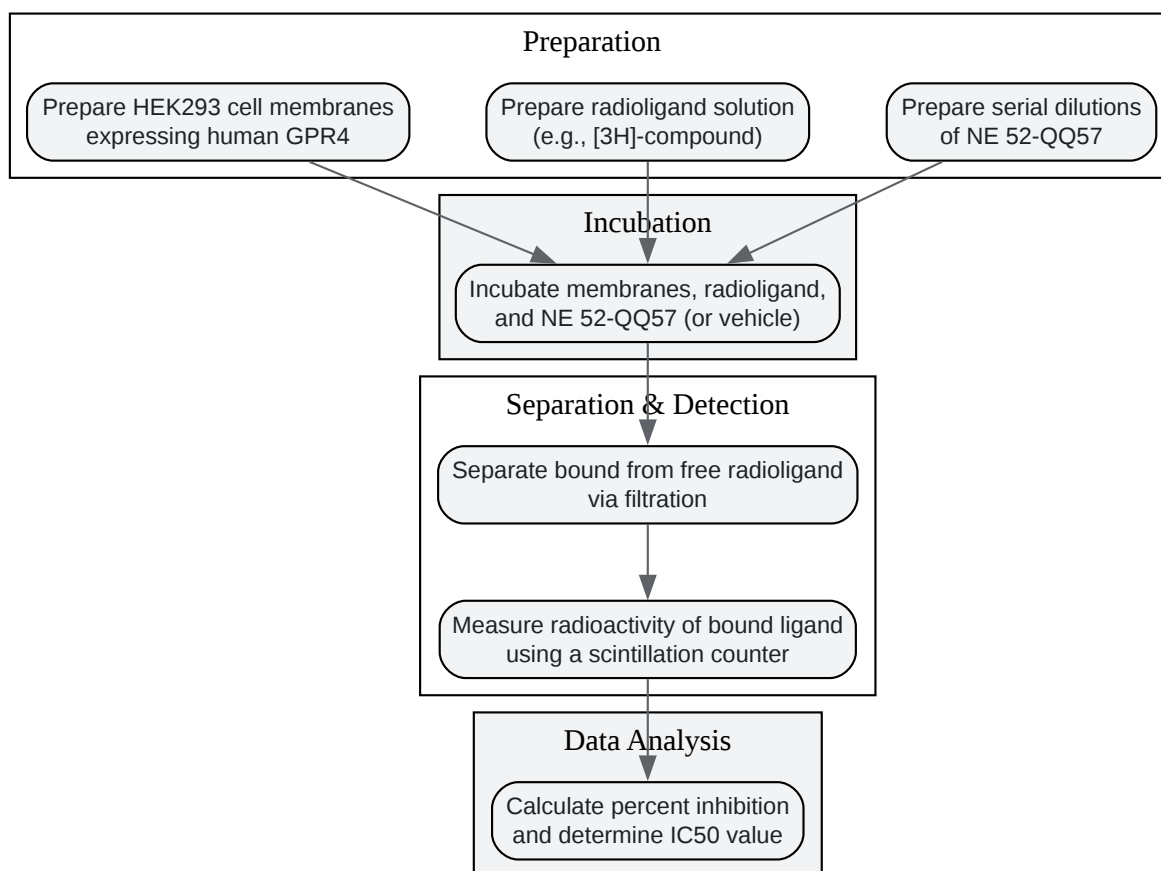 Preparation
Prepare HEK293 cell membranes
expressing human GPR4
Prepare radioligand solution
(e.g., [3H]-compound)
Prepare serial dilutions
of NE 52-QQ57
Incubation
Incubate membranes, radioligand,
and NE 52-QQ57 (or vehicle)
Separation & Detection
Separate bound from free radioligand
via filtration
Measure radioactivity of bound ligand
using a scintillation counter
Data Analysis
Calculate percent inhibition
and determine IC50 value